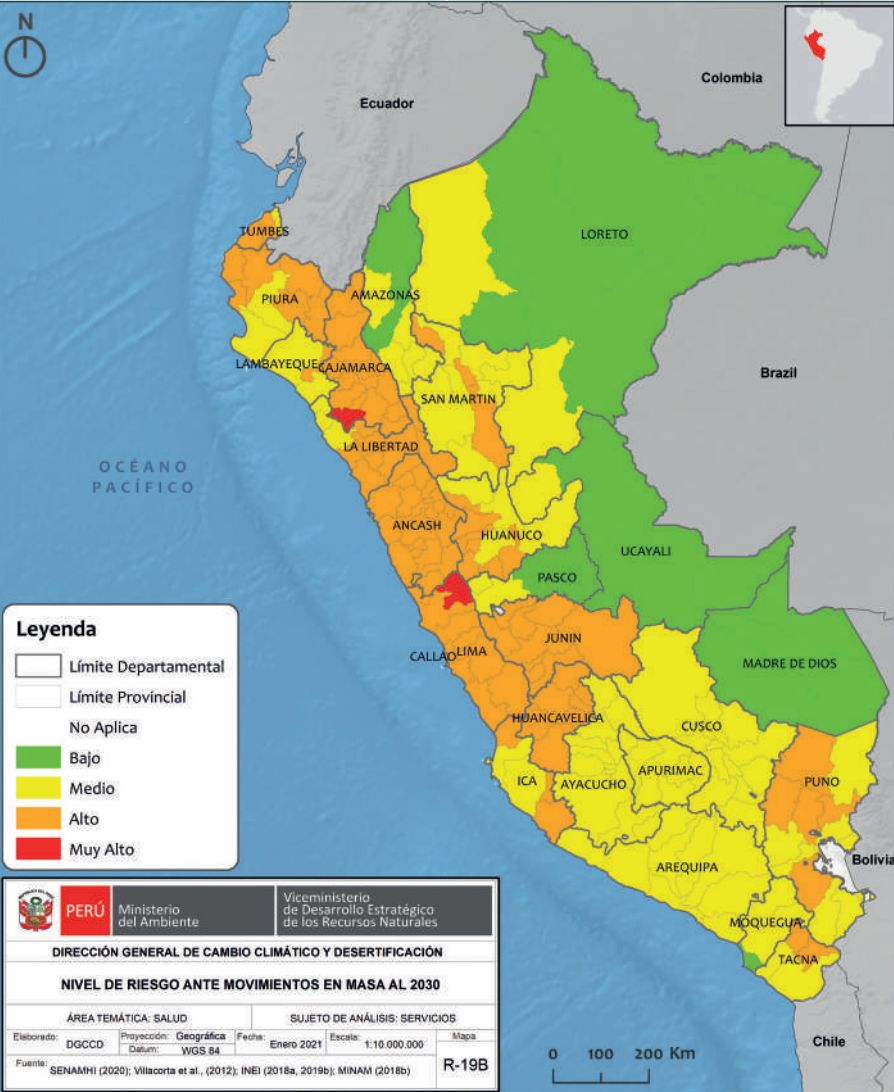 N
Colombia
Ecuador
LORETO
TUMBES
AMAZONAS
PIURA
LAMBAYEQUE
CAJAMARCA
Brazil
SAN MARTIN
LA LIBERTAD
OCÉANO
PACÍFICO
ANCASH
HUANUCO
UCAYALI
PASCO
JUNIN
CALLAO
LIMA
MADRE DE DIOS
HUANCAVELICA
CUSCO
ICA
AYACUCHO
APURIMAC
PUNO
Bolivia
AREQUIPA
MOQUEGUA
TACNA
Chile
Leyenda
Límite Departamental
Límite Provincial
No Aplica
Bajo
Medio
Alto
Muy Alto
PERÚ
Ministerio
del Ambiente
Viceministerio
de Desarrollo Estratégico
de los Recursos Naturales
DIRECCIÓN GENERAL DE CAMBIO CLIMÁTICO Y DESERTIFICACIÓN
NIVEL DE RIESGO ANTE MOVIMIENTOS EN MASA AL 2030
ÁREA TEMÁTICA: SALUD
SUJETO DE ANÁLISIS: SERVICIOS
Elaborado: DGCCD
Proyección: Geográfica
Datum: WGS 84
Fecha: Enero 2021
Escala: 1:10.000.000
Mapa
R-19B
Fuente: SENAMHI (2020); Villacorta et al., (2012); INEI (2018a, 2019b); MINAM (2018b)
0 100 200 Km